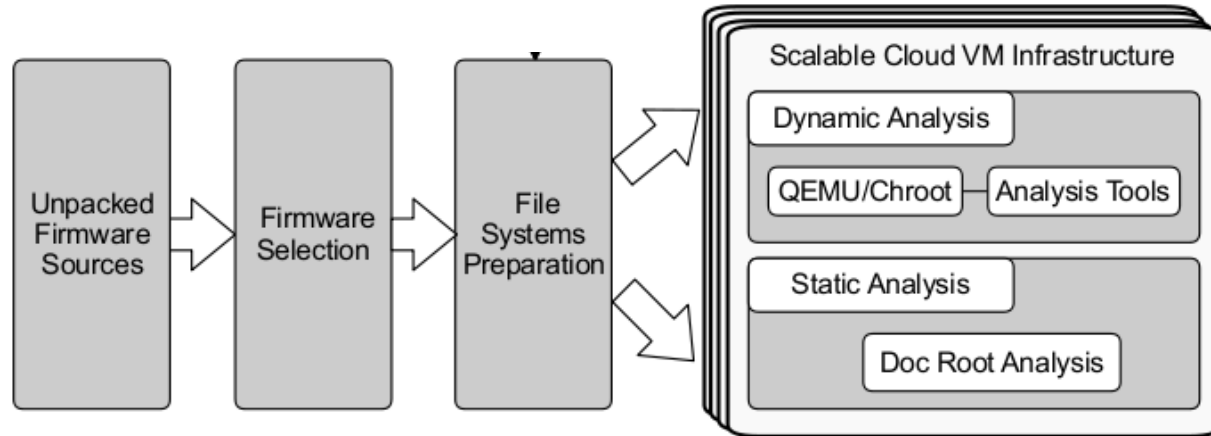 Unpacked
Firmware
Sources
Firmware
Selection
File
Systems
Preparation
Scalable Cloud VM Infrastructure
Dynamic Analysis
QEMU/Chroot
Analysis Tools
Static Analysis
Doc Root Analysis